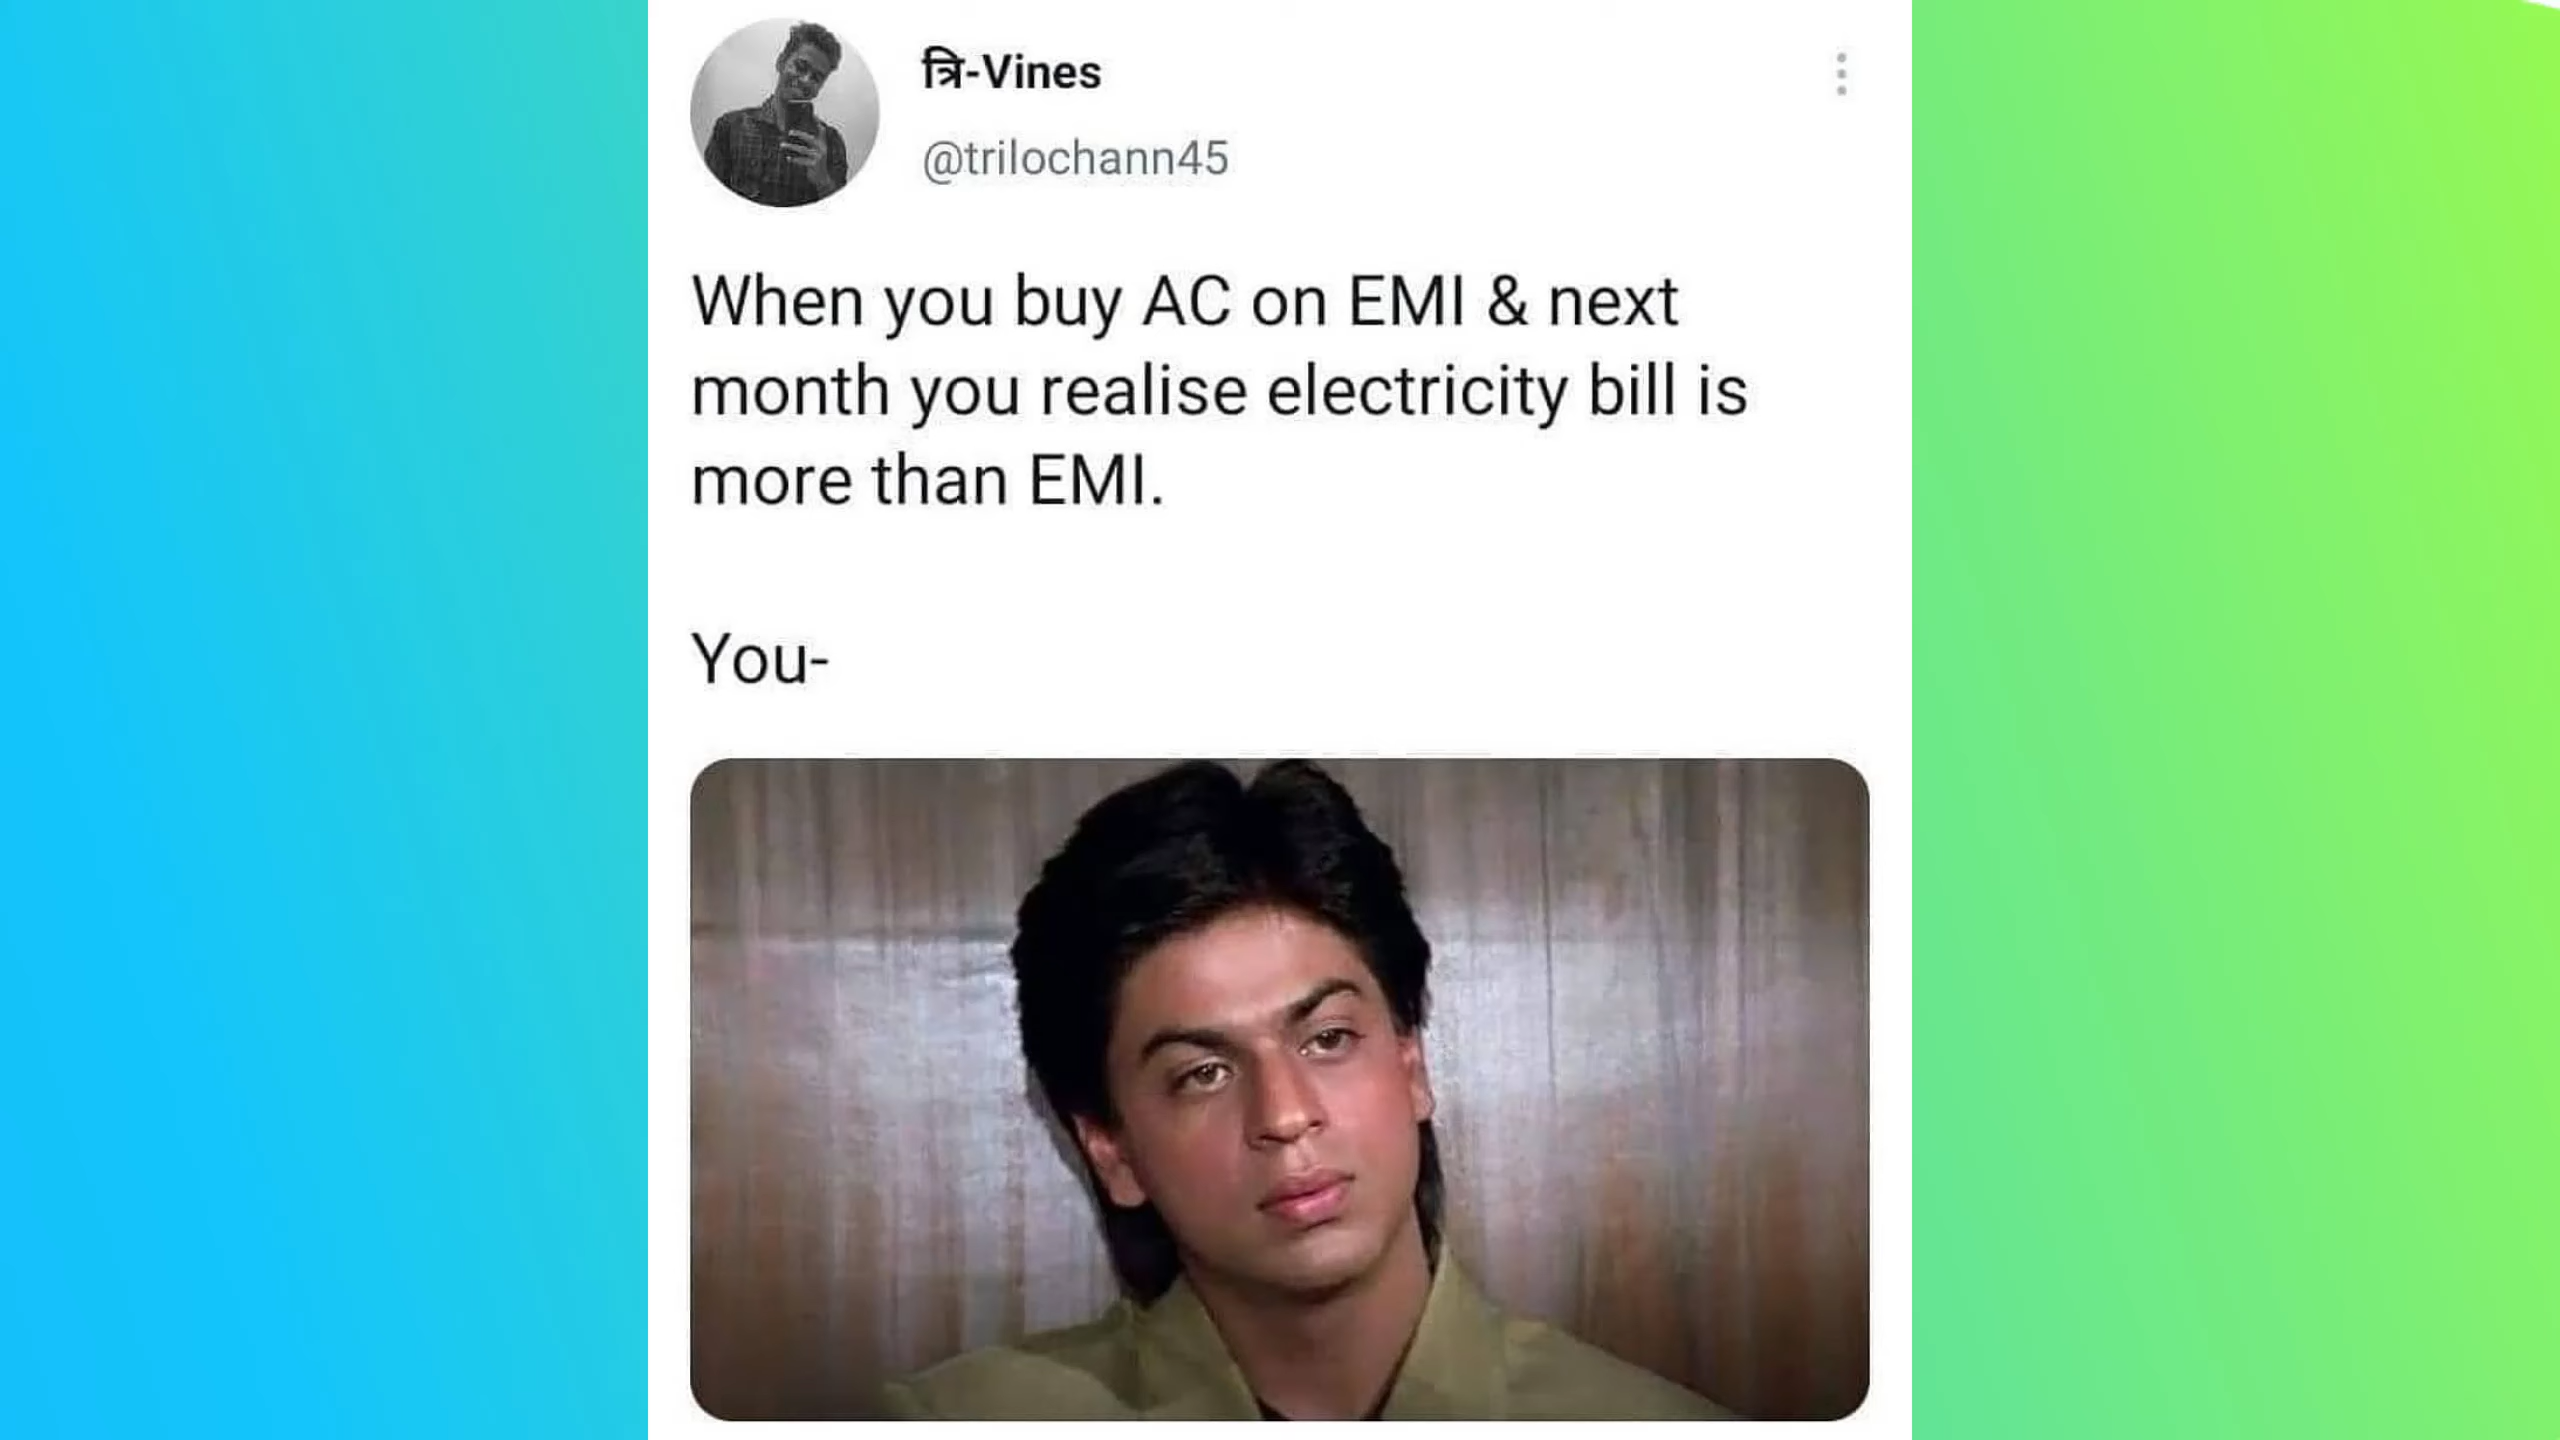 त्रि-Vines
@trilochann45
When you buy AC on EMI & next
month you realise electricity bill is
more than EMI.
You-